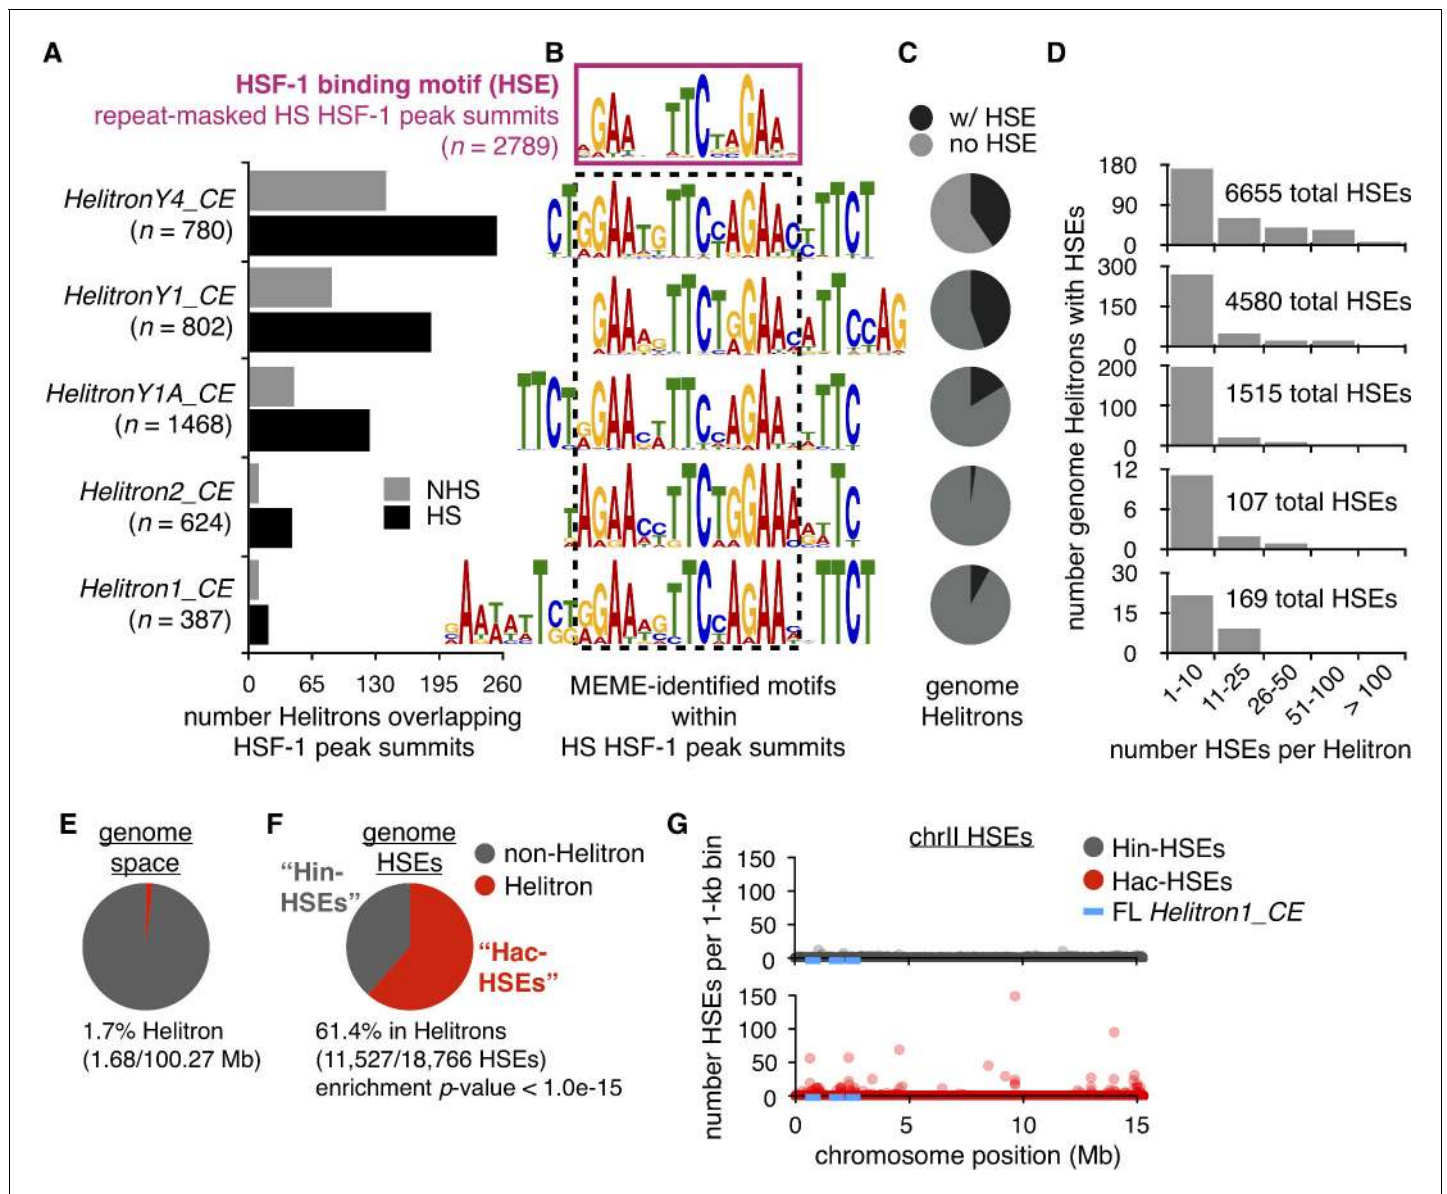 A
B
C
D
HSF-1 binding motif (HSE)
repeat-masked HS HSF-1 peak summits
(n = 2789)
w/ HSE
no HSE
HelitronY4_CE
(n = 780)
HelitronY1_CE
(n = 802)
HelitronY1A_CE
(n = 1468)
Helitron2_CE
(n = 624)
Helitron1_CE
(n = 387)
NHS
HS
0 65 130 195 260
number Helitrons overlapping
HSF-1 peak summits
MEME-identified motifs
within
HS HSF-1 peak summits
genome
Helitrons
number genome Helitrons with HSEs
180
90
0
6655 total HSEs
300
150
0
4580 total HSEs
200
100
0
1515 total HSEs
12
6
0
107 total HSEs
30
15
0
169 total HSEs
1-10 11-25 26-50 51-100 > 100
number HSEs per Helitron
E
genome
space
1.7% Helitron
(1.68/100.27 Mb)
F
genome
HSEs
non-Helitron
Helitron
“Hin-
HSEs”
“Hac-
HSEs”
61.4% in Helitrons
(11,527/18,766 HSEs)
enrichment p-value < 1.0e-15
G
chrII HSEs
Hin-HSEs
Hac-HSEs
FL Helitron1_CE
number HSEs per 1-kb bin
150
100
50
0
150
100
50
0
0 5 10 15
chromosome position (Mb)